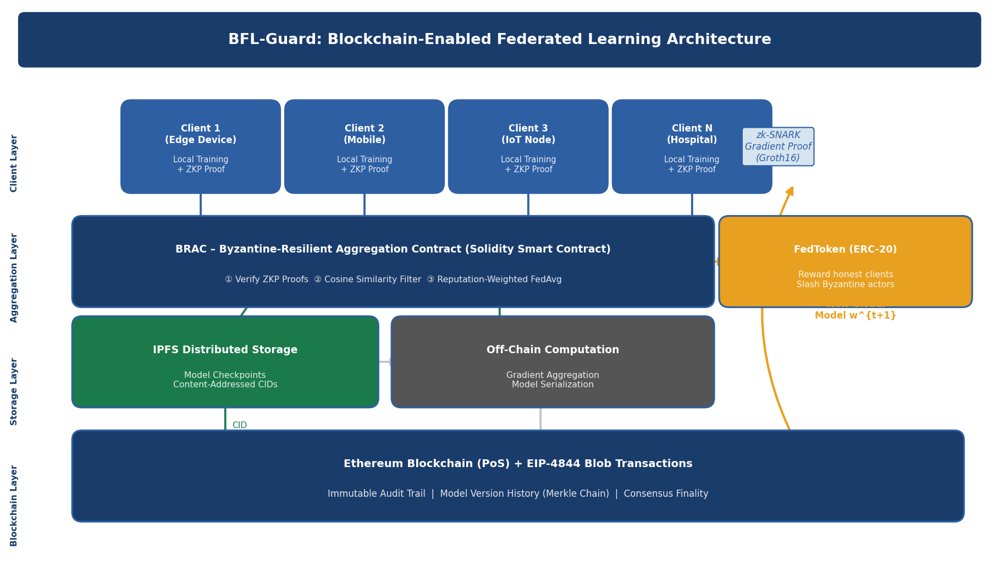 BFL-Guard: Blockchain-Enabled Federated Learning Architecture
Client Layer
Client 1
(Edge Device)
Local Training
+ ZKP Proof
Client 2
(Mobile)
Local Training
+ ZKP Proof
Client 3
(IoT Node)
Local Training
+ ZKP Proof
Client N
(Hospital)
Local Training
+ ZKP Proof
zk-SNARK
Gradient Proof
(Groth16)
Aggregation Layer
BRAC – Byzantine-Resilient Aggregation Contract (Solidity Smart Contract)
① Verify ZKP Proofs  ② Cosine Similarity Filter  ③ Reputation-Weighted FedAvg
FedToken (ERC-20)
Reward honest clients
Slash Byzantine actors
Model w^{t+1}
Storage Layer
IPFS Distributed Storage
Model Checkpoints
Content-Addressed CIDs
Off-Chain Computation
Gradient Aggregation
Model Serialization
CID
Blockchain Layer
Ethereum Blockchain (PoS) + EIP-4844 Blob Transactions
Immutable Audit Trail  |  Model Version History (Merkle Chain)  |  Consensus Finality